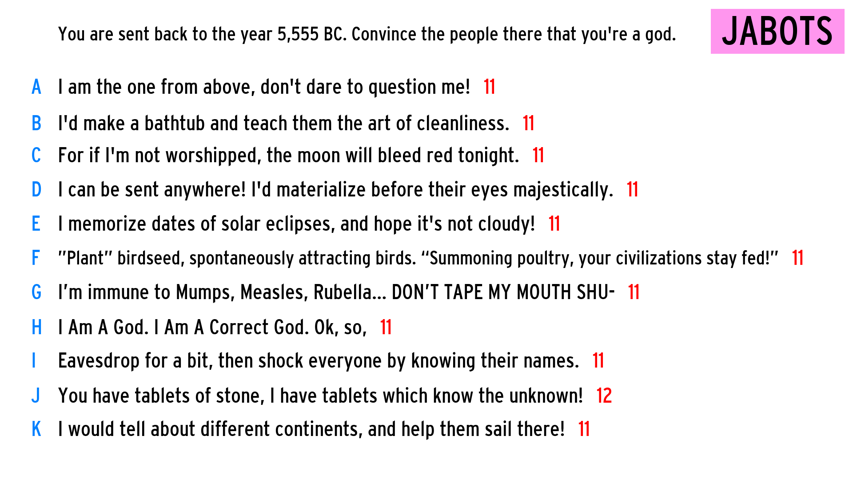 You are sent back to the year 5,555 BC. Convince the people there that you're a god.
JABOTS
A I am the one from above, don't dare to question me! 11
B I'd make a bathtub and teach them the art of cleanliness. 11
C For if I'm not worshipped, the moon will bleed red tonight. 11
D I can be sent anywhere! I'd materialize before their eyes majestically. 11
E I memorize dates of solar eclipses, and hope it's not cloudy! 11
F ”Plant” birdseed, spontaneously attracting birds. “Summoning poultry, your civilizations stay fed!” 11
G I’m immune to Mumps, Measles, Rubella... DON’T TAPE MY MOUTH SHU- 11
H I Am A God. I Am A Correct God. Ok, so, 11
I Eavesdrop for a bit, then shock everyone by knowing their names. 11
J You have tablets of stone, I have tablets which know the unknown! 12
K I would tell about different continents, and help them sail there! 11